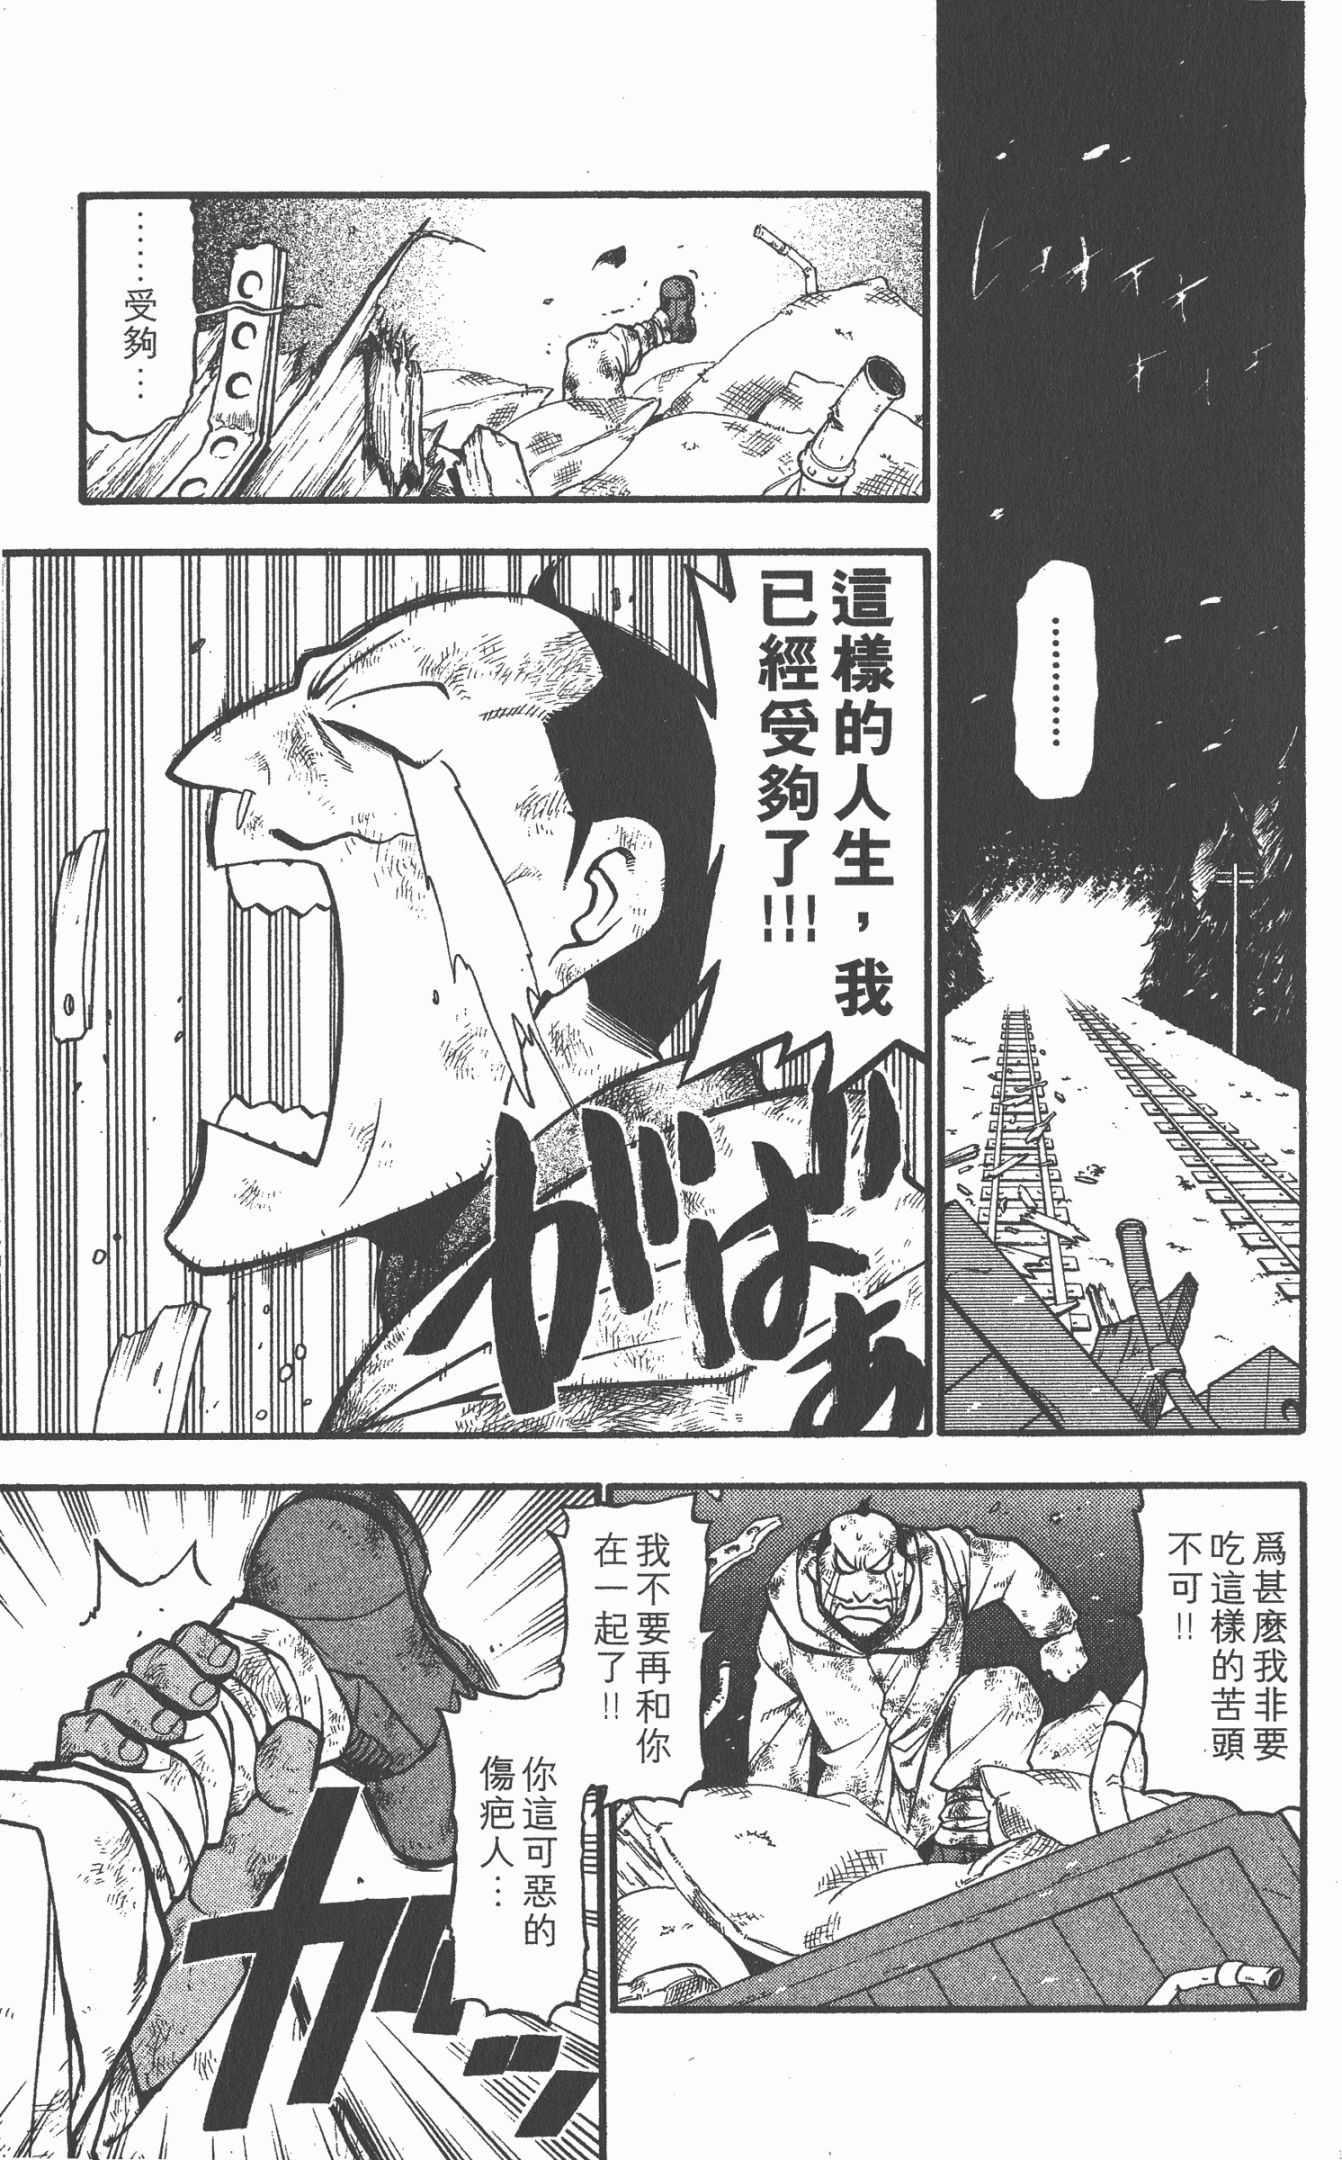 …………
……受夠…
這樣的人生，我
已經受夠了!!!
がばぁ
爲甚麽我非要
吃這樣的苦頭
不可!!
我不要再和你
在一起了!!
你這可惡的
傷疤人…
ガッ